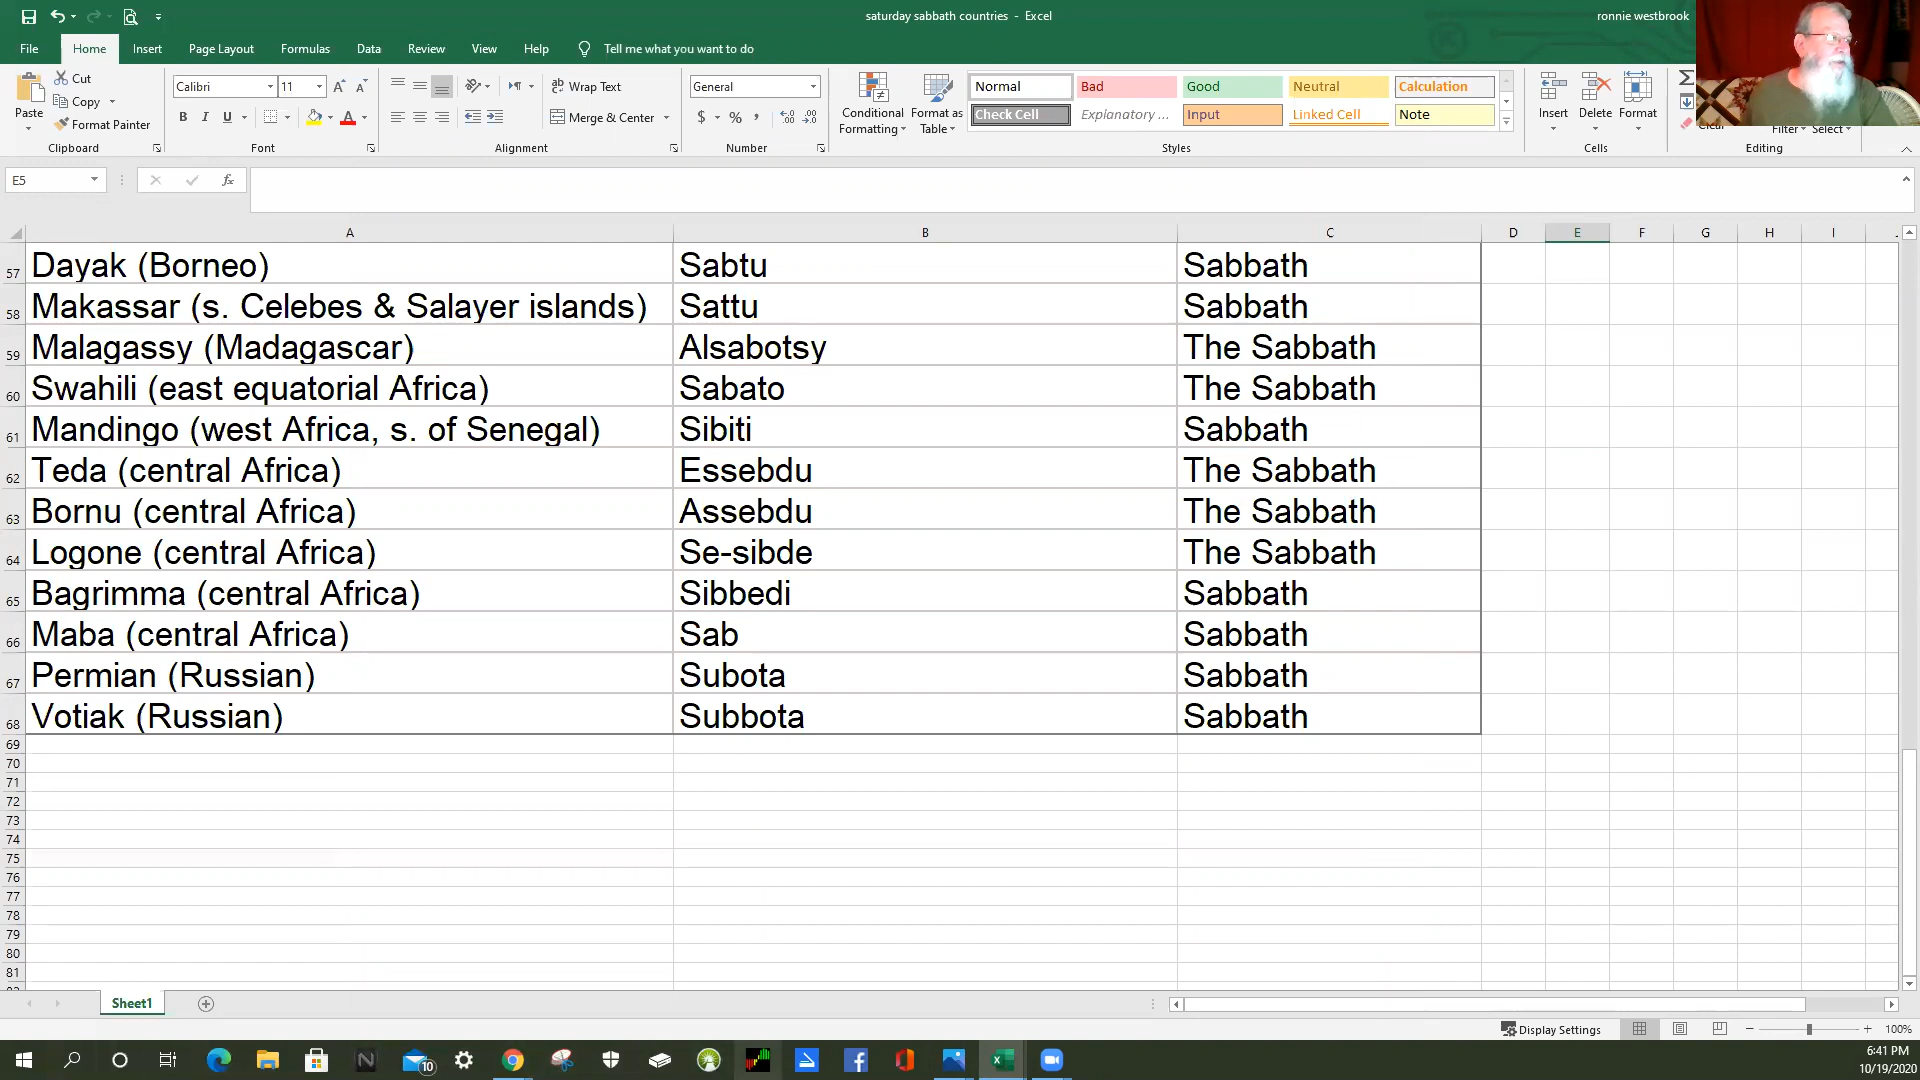 saturday sabbath countries - Excel
ronnie westbrook
File Home Insert Page Layout Formulas Data Review View Help Tell me what you want to do
Paste
Cut
Copy
Format Painter
Clipboard
Calibri 11
B I U
Font
Wrap Text
Merge & Center
Alignment
General
$ % ,
Number
Conditional Formatting
Format as Table
Normal Bad Good Neutral Calculation
Check Cell Explanatory ... Input Linked Cell Note
Styles
Insert Delete Format
Cells
Clear
Filter Select
Editing
E5 fx
A B C D E F G H I
57 Dayak (Borneo) Sabtu Sabbath
58 Makassar (s. Celebes & Salayer islands) Sattu Sabbath
59 Malagassy (Madagascar) Alsabotsy The Sabbath
60 Swahili (east equatorial Africa) Sabato The Sabbath
61 Mandingo (west Africa, s. of Senegal) Sibiti Sabbath
62 Teda (central Africa) Essebdu The Sabbath
63 Bornu (central Africa) Assebdu The Sabbath
64 Logone (central Africa) Se-sibde The Sabbath
65 Bagrimma (central Africa) Sibbedi Sabbath
66 Maba (central Africa) Sab Sabbath
67 Permian (Russian) Subota Sabbath
68 Votiak (Russian) Subbota Sabbath
69
70
71
72
73
74
75
76
77
78
79
80
81
Sheet1
Display Settings 100%
10
6:41 PM
10/19/2020